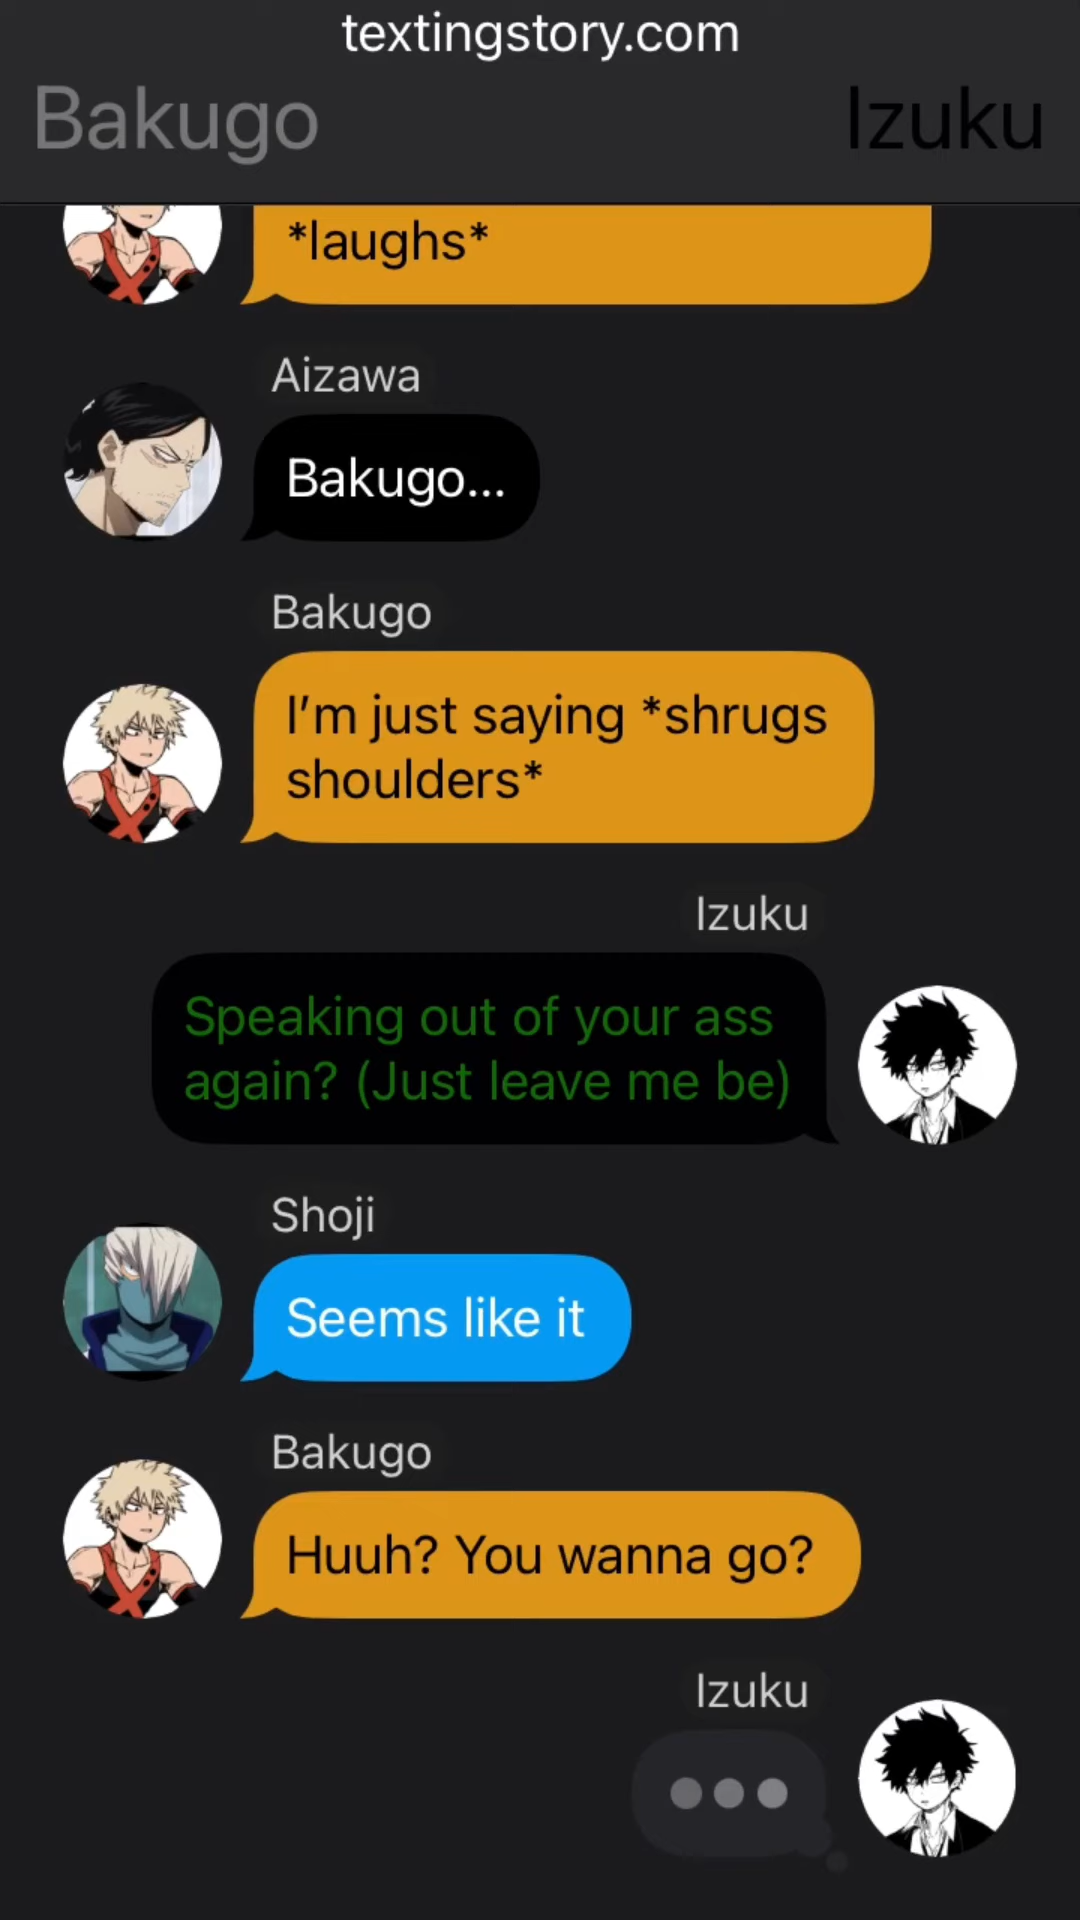 textingstory.com
Bakugo
Izuku
*laughs*
Aizawa
Bakugo...
Bakugo
I’m just saying *shrugs
shoulders*
Izuku
Speaking out of your ass
again? (Just leave me be)
Shoji
Seems like it
Bakugo
Huuh? You wanna go?
Izuku